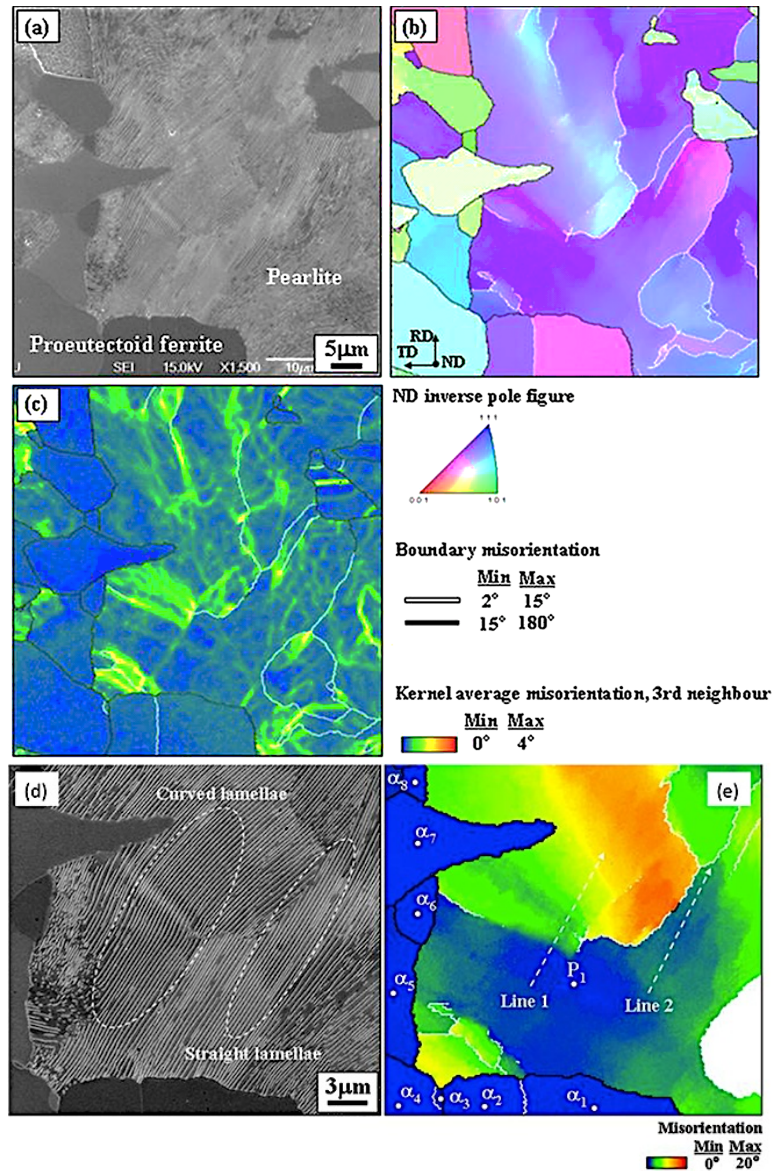 (a)
Pearlite
Proeutectoid ferrite
5μm
SEI 15.0kV X1,500 10μm
(b)
RD
TD
ND
(c)
ND inverse pole figure
111
001 101
Boundary misorientation
Min Max
2° 15°
15° 180°
Kernel average misorientation, 3rd neighbour
Min Max
0° 4°
(d)
Curved lamellae
Straight lamellae
3μm
(e)
α8
α7
α6
α5
P1
Line 1 Line 2
α4 α3 α2 α1
Misorientation
Min Max
0° 20°